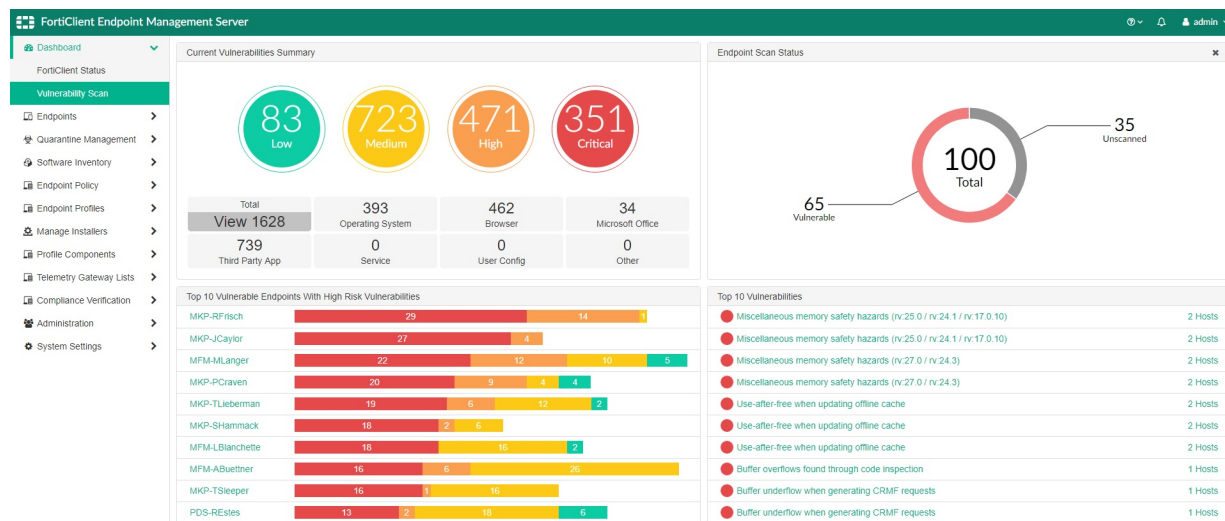 FortiClient Endpoint Management Server
admin
Dashboard
FortiClient Status
Vulnerability Scan
Endpoints
Quarantine Management
Software Inventory
Endpoint Policy
Endpoint Profiles
Manage Installers
Profile Components
Telemetry Gateway Lists
Compliance Verification
Administration
System Settings
Current Vulnerabilities Summary
83
Low
723
Medium
471
High
351
Critical
Total
View 1628
393
Operating System
462
Browser
34
Microsoft Office
739
Third Party App
0
Service
0
User Config
0
Other
Endpoint Scan Status
100
Total
35
Unscanned
65
Vulnerable
Top 10 Vulnerable Endpoints With High Risk Vulnerabilities
MKP-RFrisch 29 14 1
MKP-JCaylor 27 4
MFM-MLanger 22 12 10 5
MKP-PCraven 20 9 4 4
MKP-TLieberman 19 6 12 2
MKP-SHammack 18 2 6
MFM-LBlanchette 18 16 2
MFM-ABuettner 16 6 26
MKP-TSleeper 16 1 16
PDS-REstes 13 2 18 6
Top 10 Vulnerabilities
Miscellaneous memory safety hazards (rv:25.0 / rv:24.1 / rv:17.0.10) 2 Hosts
Miscellaneous memory safety hazards (rv:25.0 / rv:24.1 / rv:17.0.10) 2 Hosts
Miscellaneous memory safety hazards (rv:27.0 / rv:24.3) 2 Hosts
Miscellaneous memory safety hazards (rv:27.0 / rv:24.3) 2 Hosts
Use-after-free when updating offline cache 2 Hosts
Use-after-free when updating offline cache 2 Hosts
Use-after-free when updating offline cache 2 Hosts
Buffer overflows found through code inspection 1 Hosts
Buffer underflow when generating CRMF requests 1 Hosts
Buffer underflow when generating CRMF requests 1 Hosts